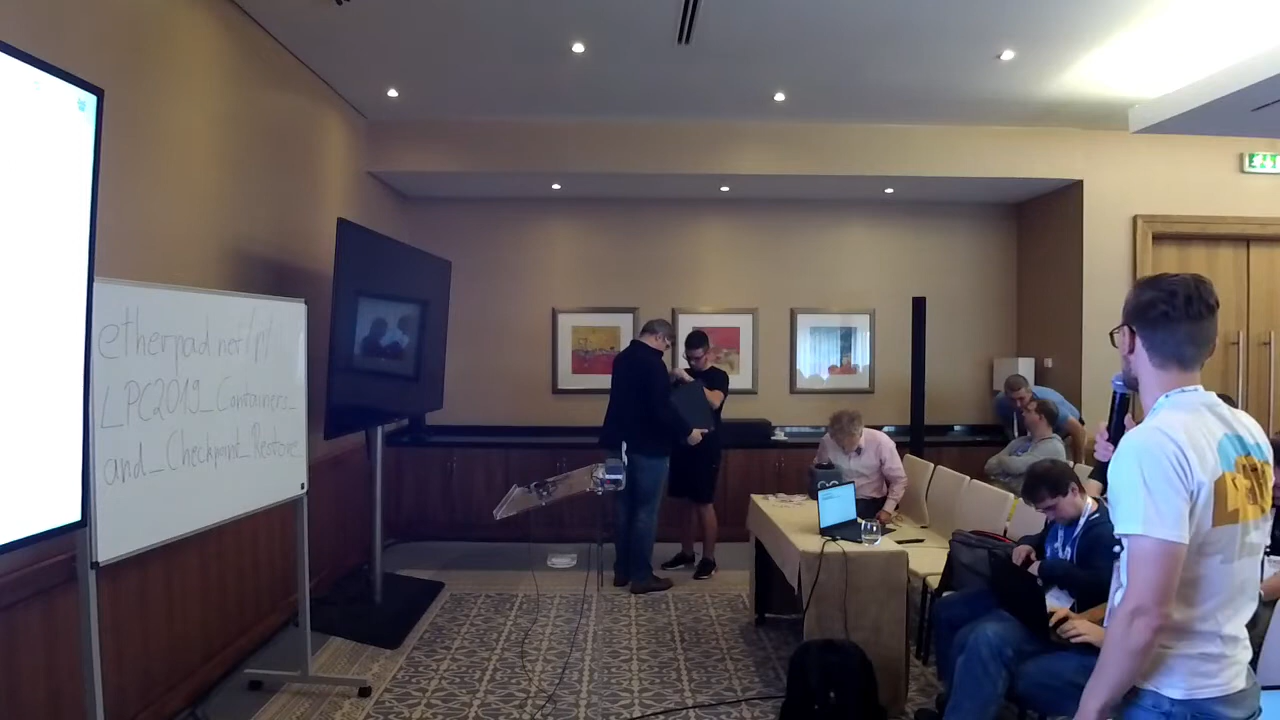 etherpad.net/p/
LPC2019_Containers_
and_Checkpoint_Restore